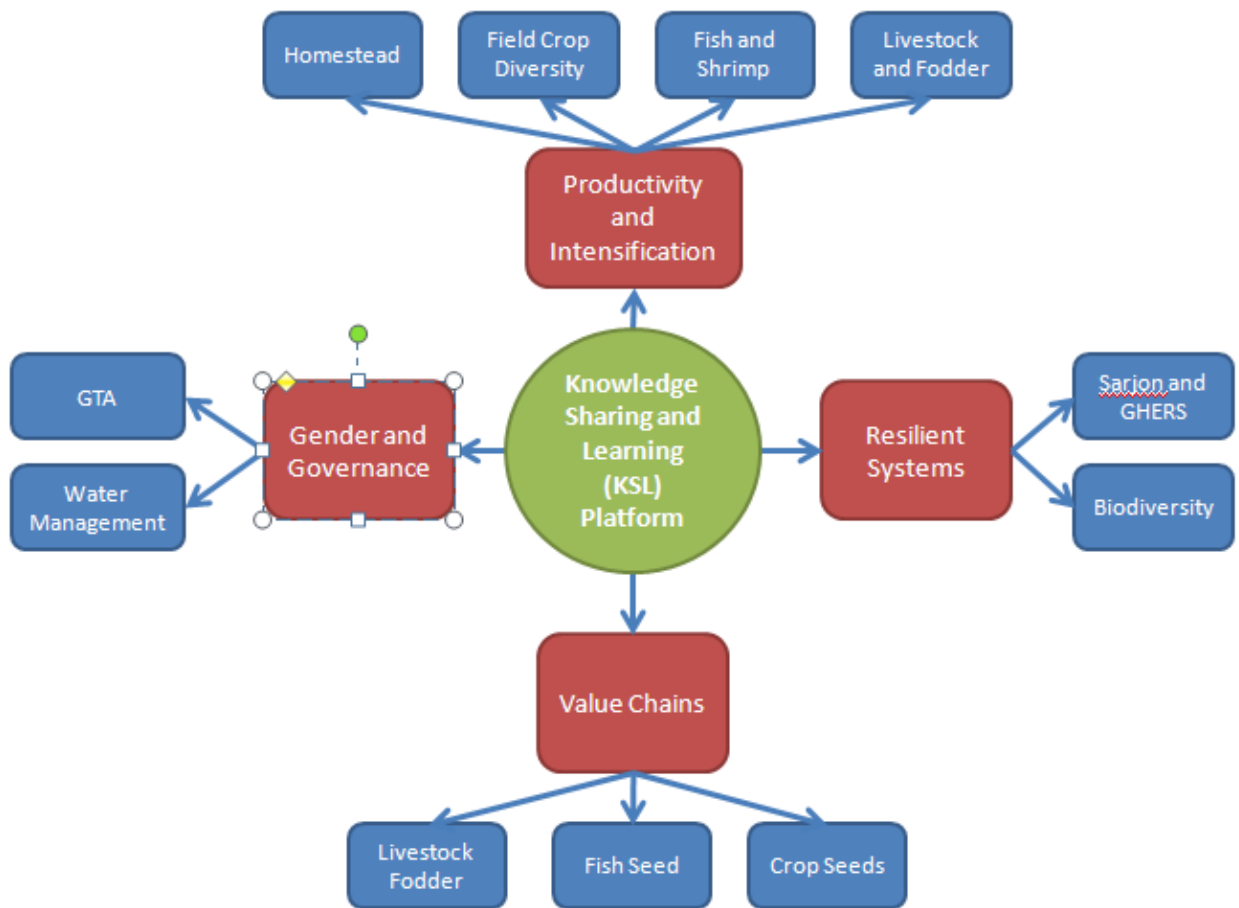 Homestead
Field Crop
Diversity
Fish and
Shrimp
Livestock
and Fodder
Productivity
and
Intensification
GTA
Water
Management
Gender and
Governance
Knowledge
Sharing and
Learning
(KSL)
Platform
Resilient
Systems
Sarjon and
GHERS
Biodiversity
Value Chains
Livestock
Fodder
Fish Seed
Crop Seeds